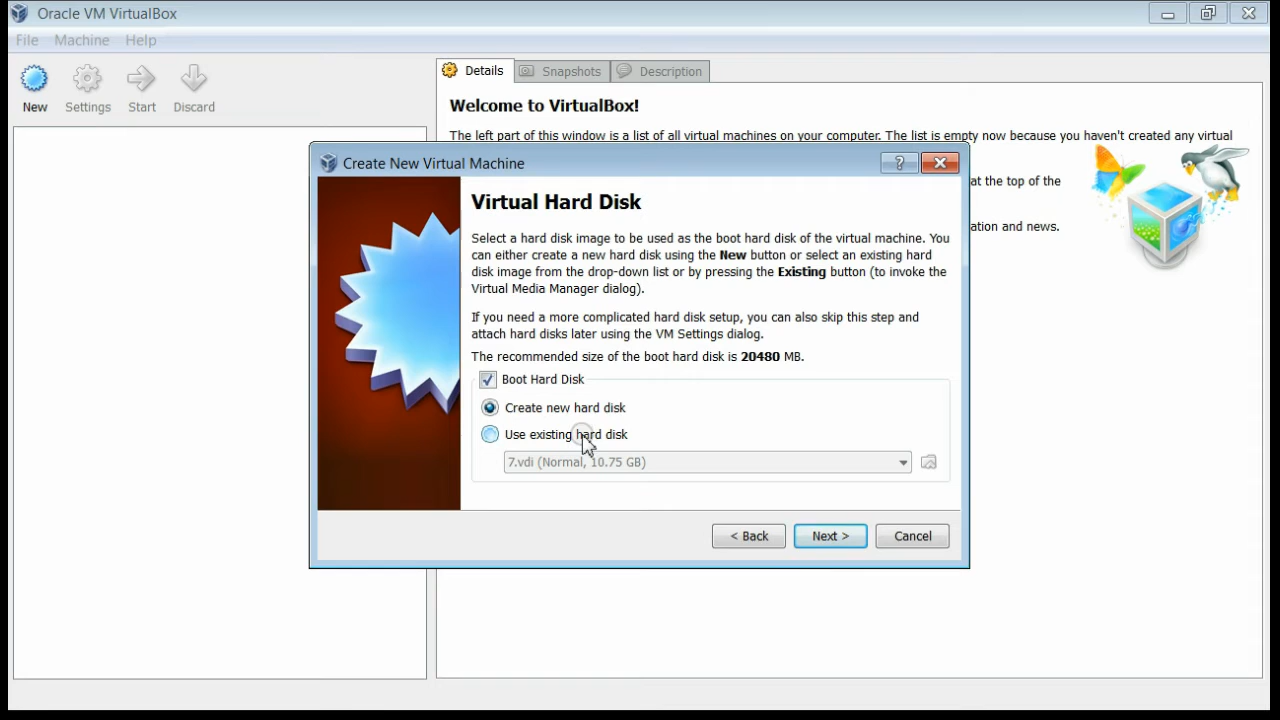 Oracle VM VirtualBox
File Machine Help
New Settings Start Discard
Details Snapshots Description
Welcome to VirtualBox!
The left part of this window is a list of all virtual machines on your computer. The list is empty now because you haven't created any virtual
at the top of the
ation and news.
Create New Virtual Machine
?
Virtual Hard Disk
Select a hard disk image to be used as the boot hard disk of the virtual machine. You
can either create a new hard disk using the New button or select an existing hard
disk image from the drop-down list or by pressing the Existing button (to invoke the
Virtual Media Manager dialog).
If you need a more complicated hard disk setup, you can also skip this step and
attach hard disks later using the VM Settings dialog.
The recommended size of the boot hard disk is 20480 MB.
Boot Hard Disk
Create new hard disk
Use existing hard disk
7.vdi (Normal, 10.75 GB)
< Back Next > Cancel